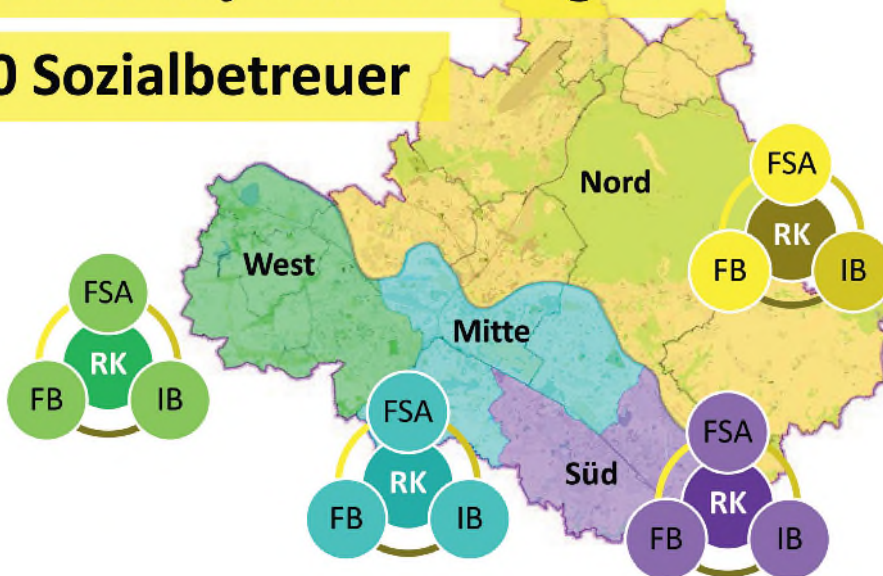 0 Sozialbetreuer
Nord
FSA
RK
FB
IB
West
FSA
RK
FB
IB
Mitte
FSA
RK
FB
IB
Süd
FSA
RK
FB
IB